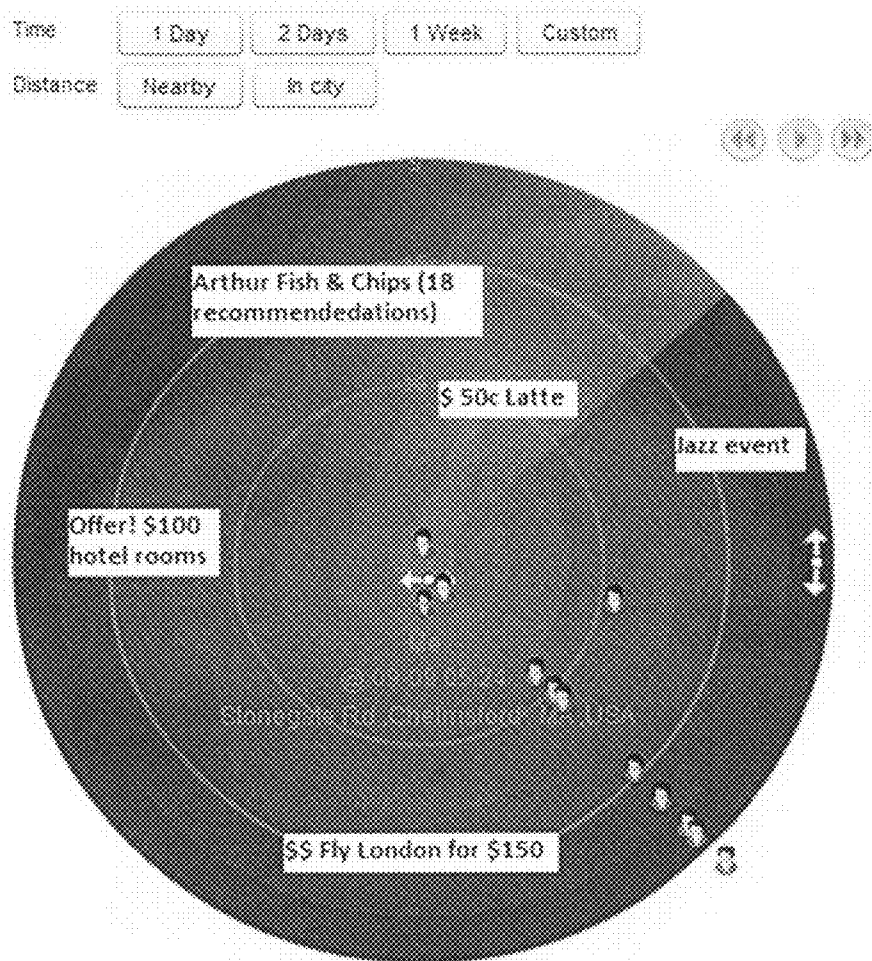 Time 1 Day 2 Days 1 Week Custom
Distance Nearby In city
Arthur Fish & Chips (18
recommendedations)
$ 50c Latte
Jazz event
Offer! $100
hotel rooms
$$ Fly London for $150